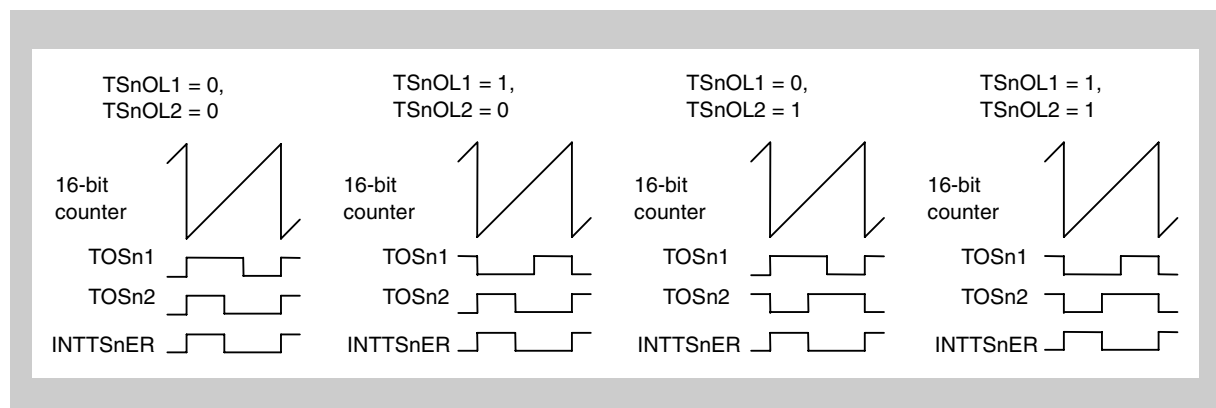 TSnOL1 = 0,
TSnOL2 = 0
16-bit
counter
TOSn1
TOSn2
INTTSnER
TSnOL1 = 1,
TSnOL2 = 0
16-bit
counter
TOSn1
TOSn2
INTTSnER
TSnOL1 = 0,
TSnOL2 = 1
16-bit
counter
TOSn1
TOSn2
INTTSnER
TSnOL1 = 1,
TSnOL2 = 1
16-bit
counter
TOSn1
TOSn2
INTTSnER